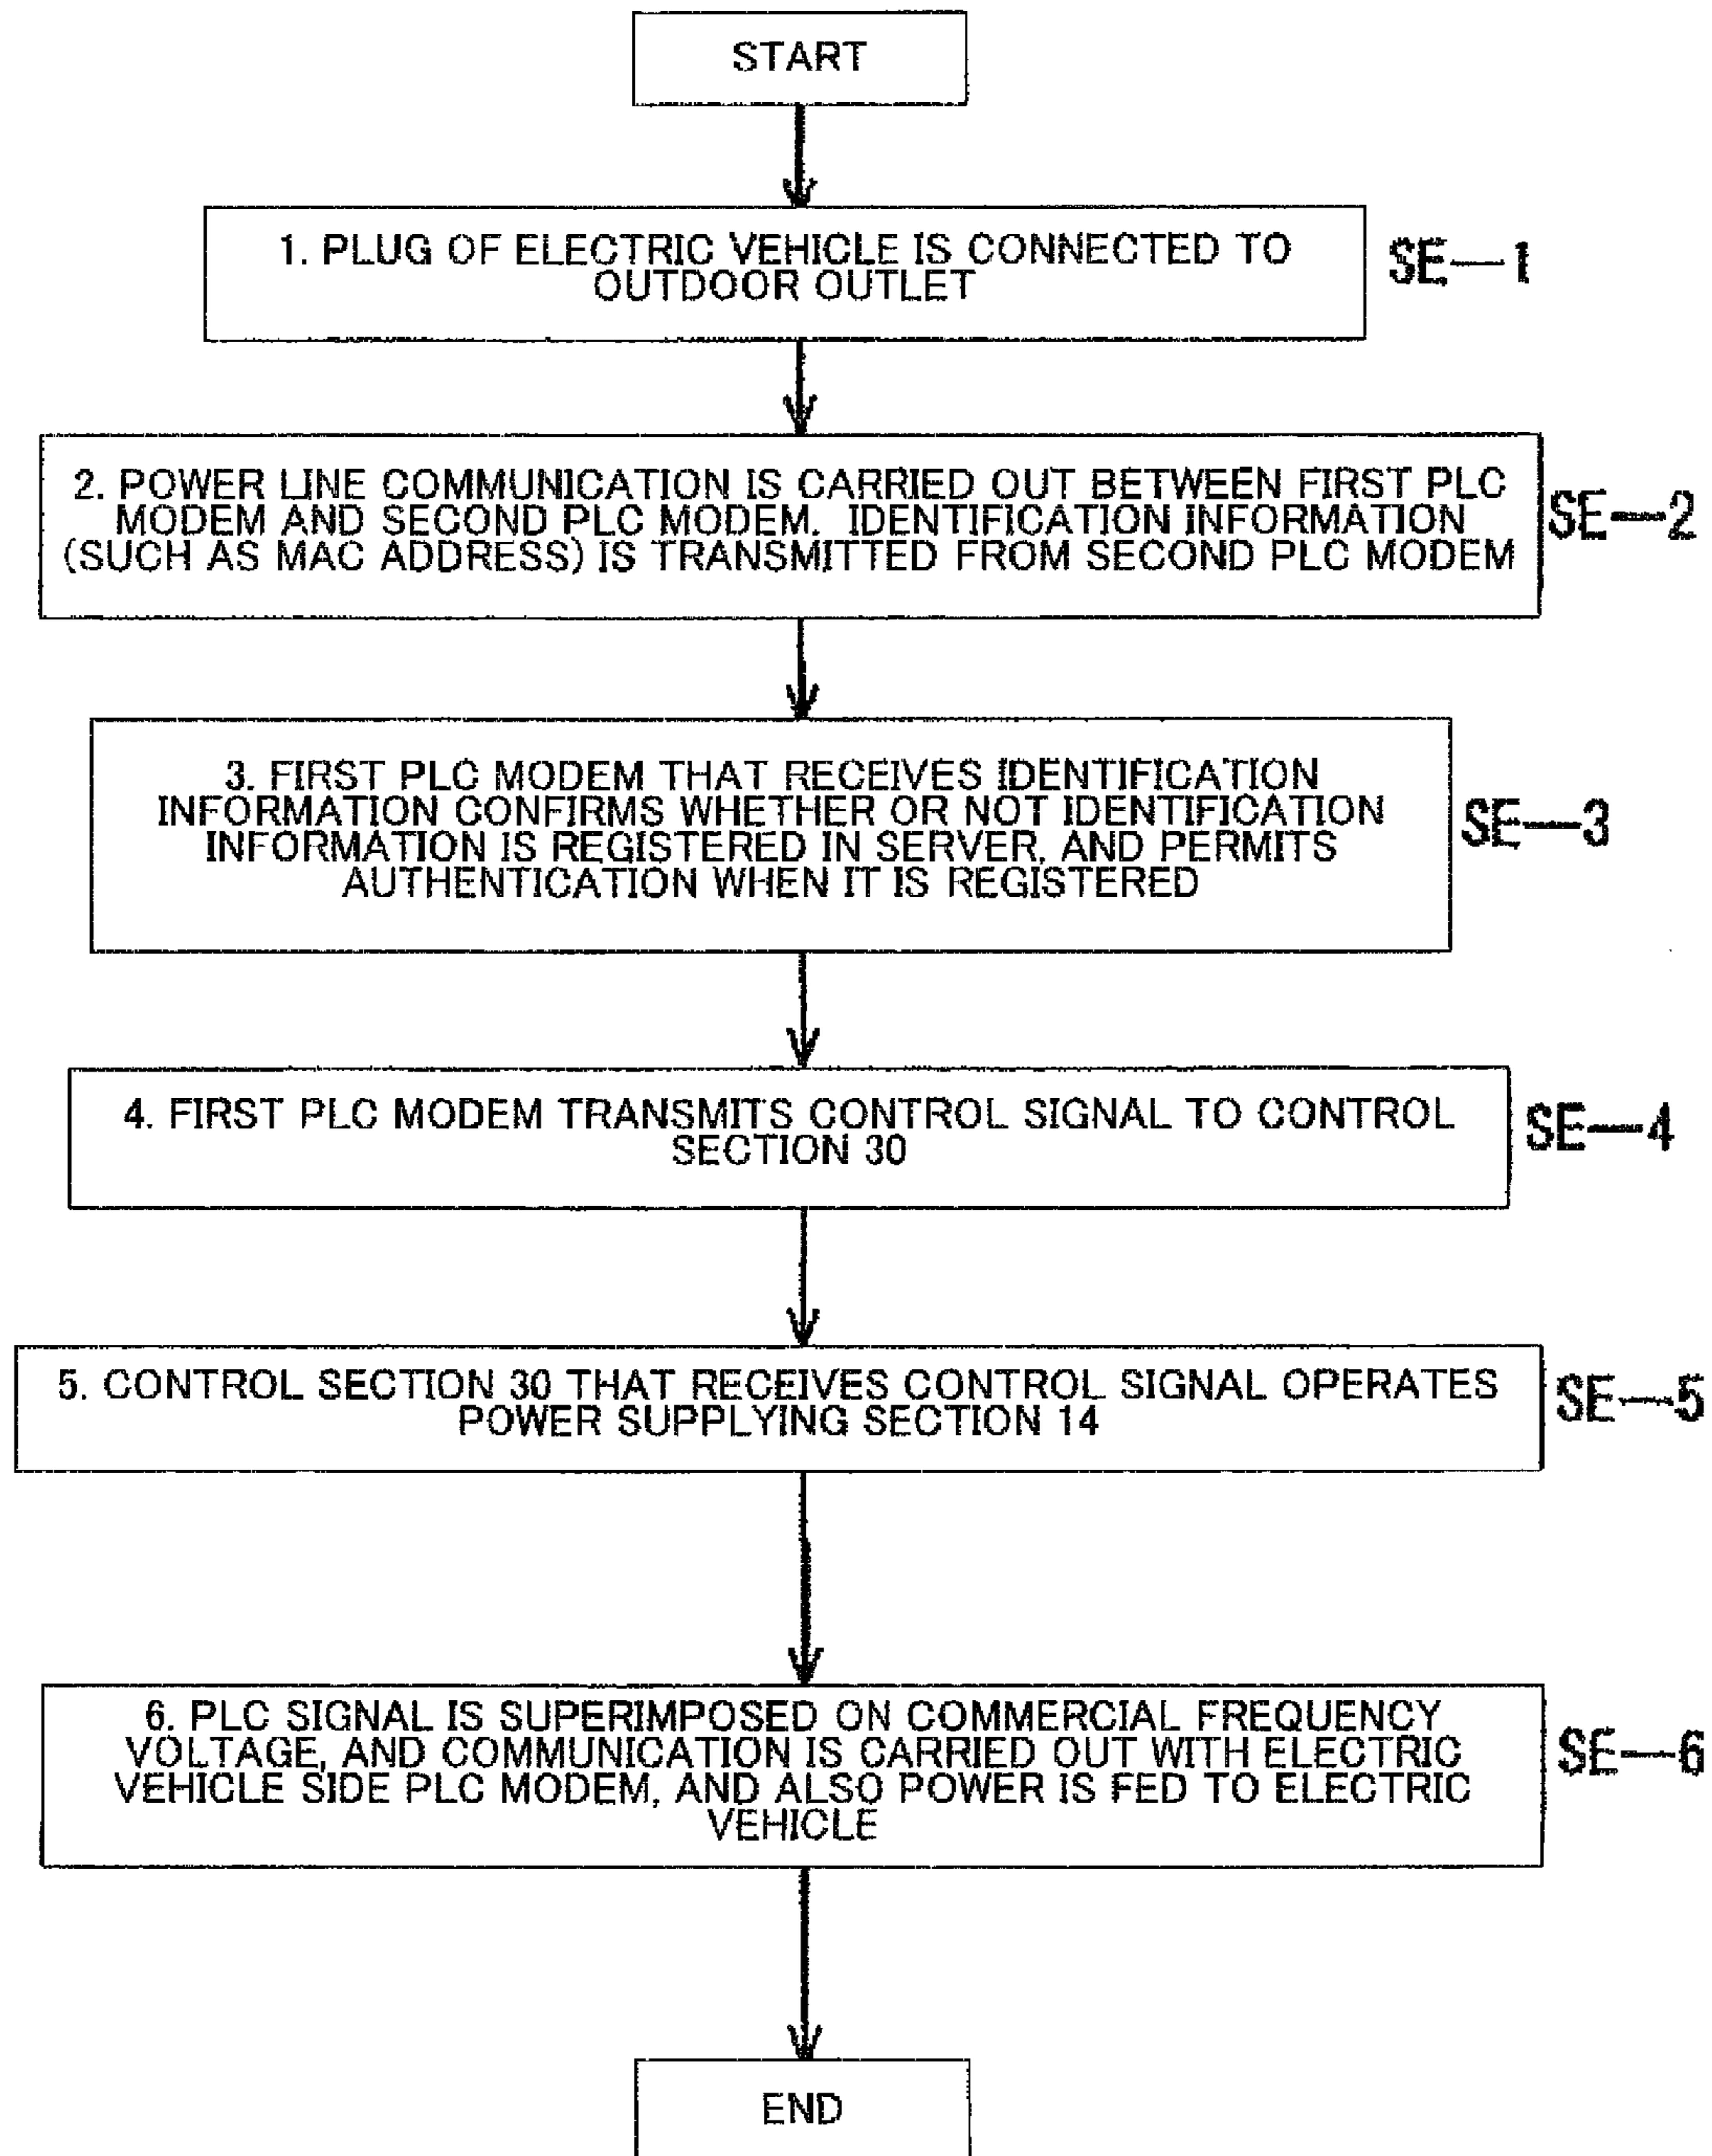 START
1. PLUG OF ELECTRIC VEHICLE IS CONNECTED TO
OUTDOOR OUTLET
SE—1
2. POWER LINE COMMUNICATION IS CARRIED OUT BETWEEN FIRST PLC
MODEM AND SECOND PLC MODEM. IDENTIFICATION INFORMATION
(SUCH AS MAC ADDRESS) IS TRANSMITTED FROM SECOND PLC MODEM
SE—2
3. FIRST PLC MODEM THAT RECEIVES IDENTIFICATION
INFORMATION CONFIRMS WHETHER OR NOT IDENTIFICATION
INFORMATION IS REGISTERED IN SERVER, AND PERMITS
AUTHENTICATION WHEN IT IS REGISTERED
SE—3
4. FIRST PLC MODEM TRANSMITS CONTROL SIGNAL TO CONTROL
SECTION 30
SE—4
5. CONTROL SECTION 30 THAT RECEIVES CONTROL SIGNAL OPERATES
POWER SUPPLYING SECTION 14
SE—5
6. PLC SIGNAL IS SUPERIMPOSED ON COMMERCIAL FREQUENCY
VOLTAGE, AND COMMUNICATION IS CARRIED OUT WITH ELECTRIC
VEHICLE SIDE PLC MODEM, AND ALSO POWER IS FED TO ELECTRIC
VEHICLE
SE—6
END